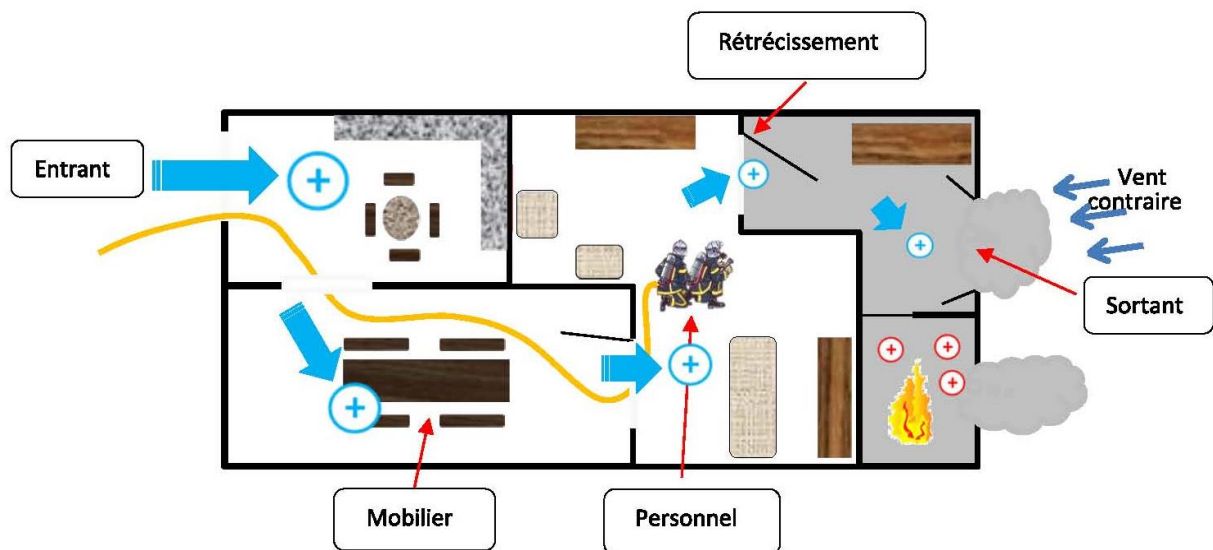 Rétrécissement
Entrant
Vent
contraire
Sortant
Mobilier
Personnel